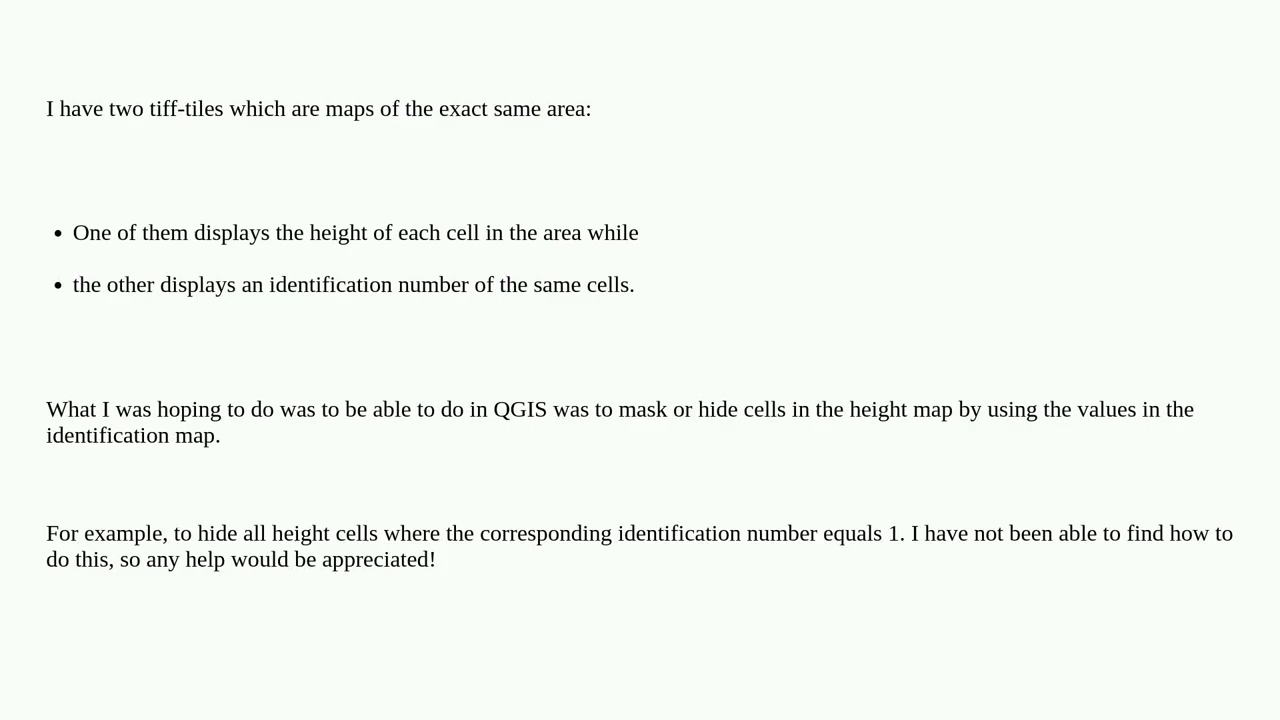 I have two tiff-tiles which are maps of the exact same area:
• One of them displays the height of each cell in the area while
• the other displays an identification number of the same cells.
What I was hoping to do was to be able to do in QGIS was to mask or hide cells in the height map by using the values in the
identification map.
For example, to hide all height cells where the corresponding identification number equals 1. I have not been able to find how to
do this, so any help would be appreciated!